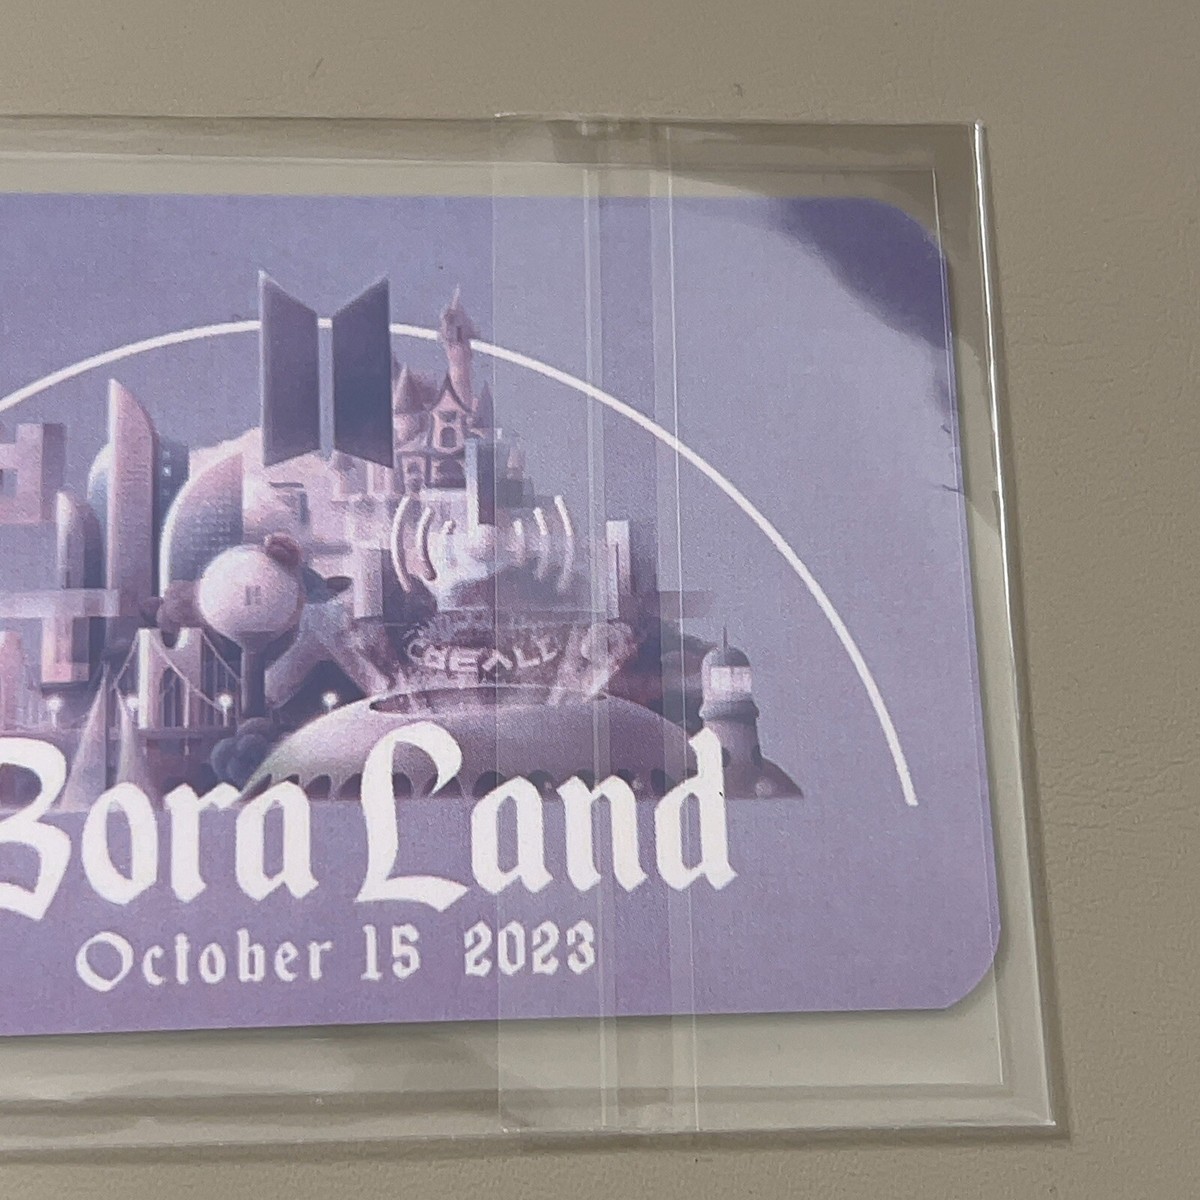 Bora Land
October 15 2023